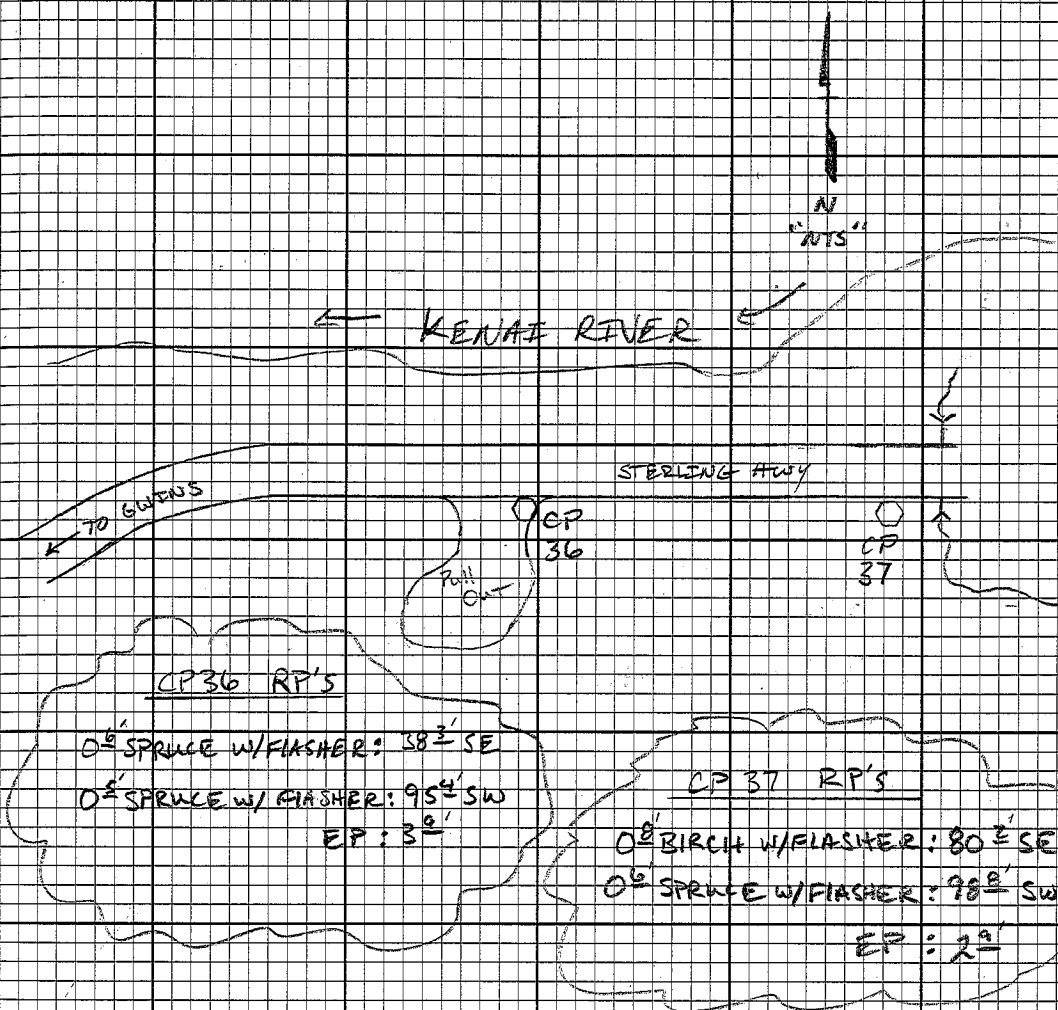 N
"NTS"
KENAI RIVER
STERLING HWY
TO GWINS
CP
36
CP
37
Pull
Out
CP36 RP'S
0.6' SPRUCE W/FLASHER: 38.3' SE
0.5' SPRUCE W/FLASHER: 95.4' SW
EP: 3.9'
CP 37 RP'S
0.8' BIRCH W/FLASHER: 80.2' SE
0.6' SPRUCE W/FLASHER: 98.8' SW
EP: 2.9'